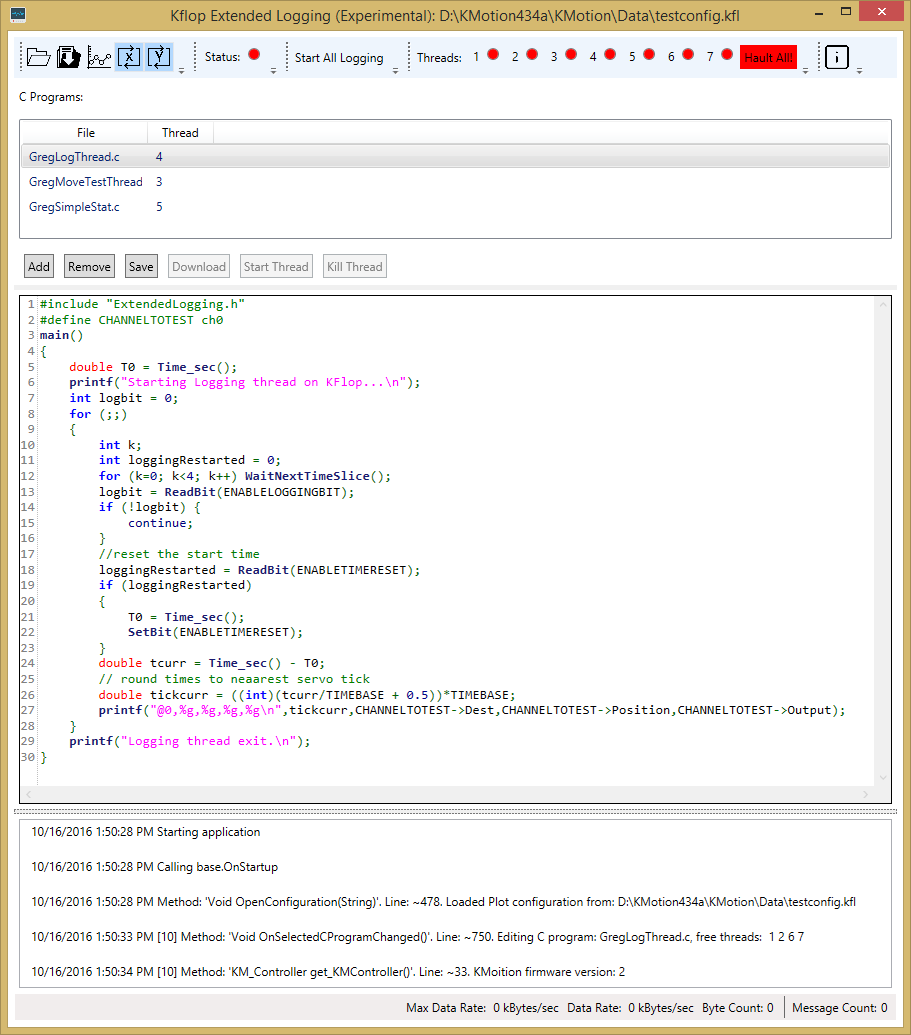 Kflop Extended Logging (Experimental): D:\KMotion434a\KMotion\Data\testconfig.kfl
X Y Status: Start All Logging Threads: 1 2 3 4 5 6 7 Hault All! i
C Programs:
File Thread
GregLogThread.c 4
GregMoveTestThread 3
GregSimpleStat.c 5
Add Remove Save Download Start Thread Kill Thread
1 #include "ExtendedLogging.h"
2 #define CHANNELTOTEST ch0
3 main()
4 {
5     double T0 = Time_sec();
6     printf("Starting Logging thread on KFlop...\n");
7     int logbit = 0;
8     for (;;)
9     {
10         int k;
11         int loggingRestarted = 0;
12         for (k=0; k<4; k++) WaitNextTimeSlice();
13         logbit = ReadBit(ENABLELOGGINGBIT);
14         if (!logbit) {
15             continue;
16         }
17         //reset the start time
18         loggingRestarted = ReadBit(ENABLETIMERESET);
19         if (loggingRestarted)
20         {
21             T0 = Time_sec();
22             SetBit(ENABLETIMERESET);
23         }
24         double tcurr = Time_sec() - T0;
25         // round times to neaarest servo tick
26         double tickcurr = ((int)(tcurr/TIMEBASE + 0.5))*TIMEBASE;
27         printf("@0,%g,%g,%g,%g\n",tickcurr,CHANNELTOTEST->Dest,CHANNELTOTEST->Position,CHANNELTOTEST->Output);
28     }
29     printf("Logging thread exit.\n");
30 }
10/16/2016 1:50:28 PM Starting application
10/16/2016 1:50:28 PM Calling base.OnStartup
10/16/2016 1:50:28 PM Method: 'Void OpenConfiguration(String)'. Line: ~478. Loaded Plot configuration from: D:\KMotion434a\KMotion\Data\testconfig.kfl
10/16/2016 1:50:33 PM [10] Method: 'Void OnSelectedCProgramChanged()'. Line: ~750. Editing C program: GregLogThread.c, free threads:  1 2 6 7
10/16/2016 1:50:34 PM [10] Method: 'KM_Controller get_KMController()'. Line: ~33. KMoition firmware version: 2
Max Data Rate: 0 kBytes/sec Data Rate: 0 kBytes/sec Byte Count: 0 Message Count: 0